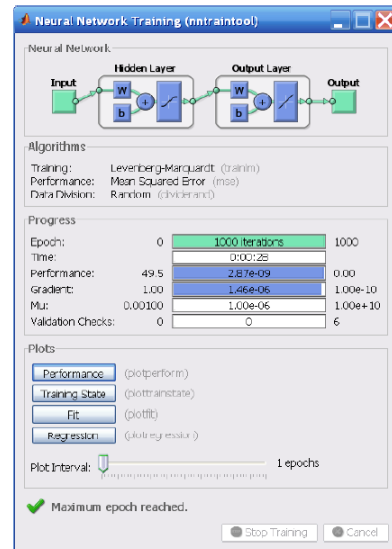 Neural Network Training (nntraintool)
Neural Network
Hidden Layer Output Layer
Input Output
W W
b b
Algorithms
Training: Levenberg-Marquardt (trainlm)
Performance: Mean Squared Error (mse)
Data Division: Random (dividerand)
Progress
Epoch: 0 1000 iterations 1000
Time: 0:00:28
Performance: 49.5 2.87e-09 0.00
Gradient: 1.00 1.46e-06 1.00e-10
Mu: 0.00100 1.00e-06 1.00e+10
Validation Checks: 0 0 6
Plots
Performance (plotperform)
Training State (plottrainstate)
Fit (plotfit)
Regression (plotregression)
Plot Interval: 1 epochs
Maximum epoch reached.
Stop Training Cancel